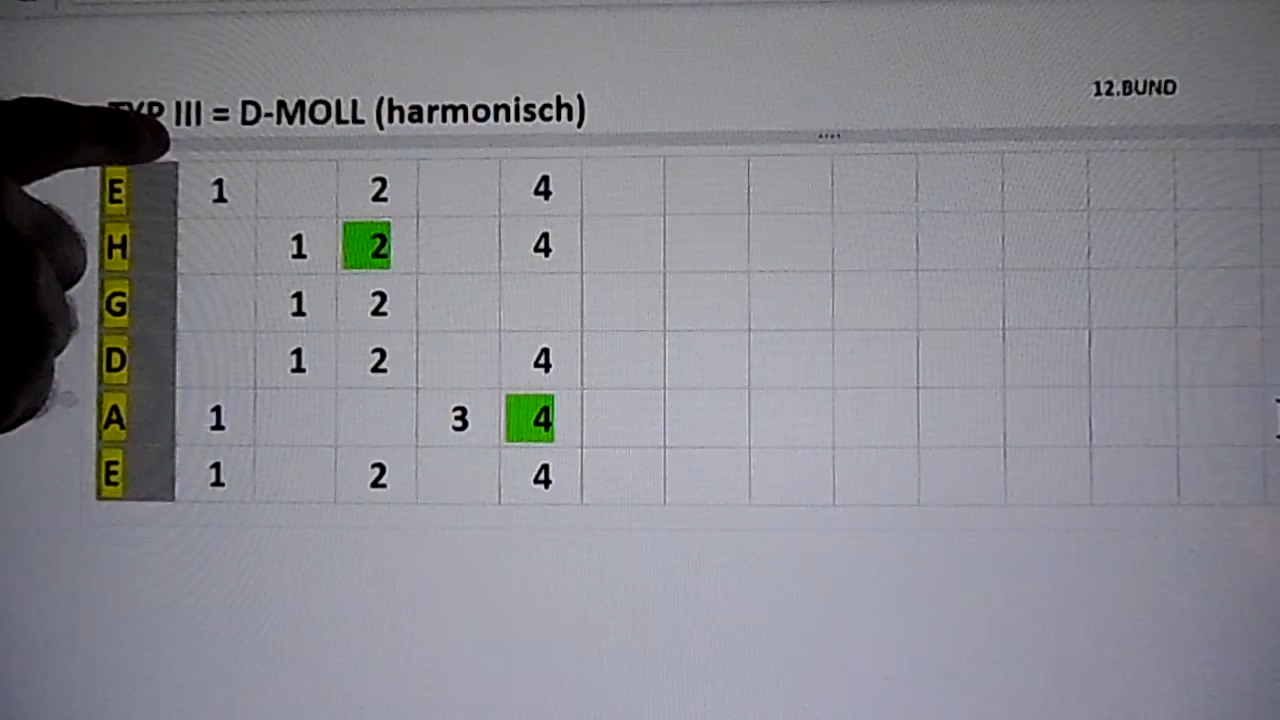 12.BUND
TYP III = D-MOLL (harmonisch)
E 1 2 4
H 1 2 4
G 1 2
D 1 2 4
A 1 3 4
E 1 2 4